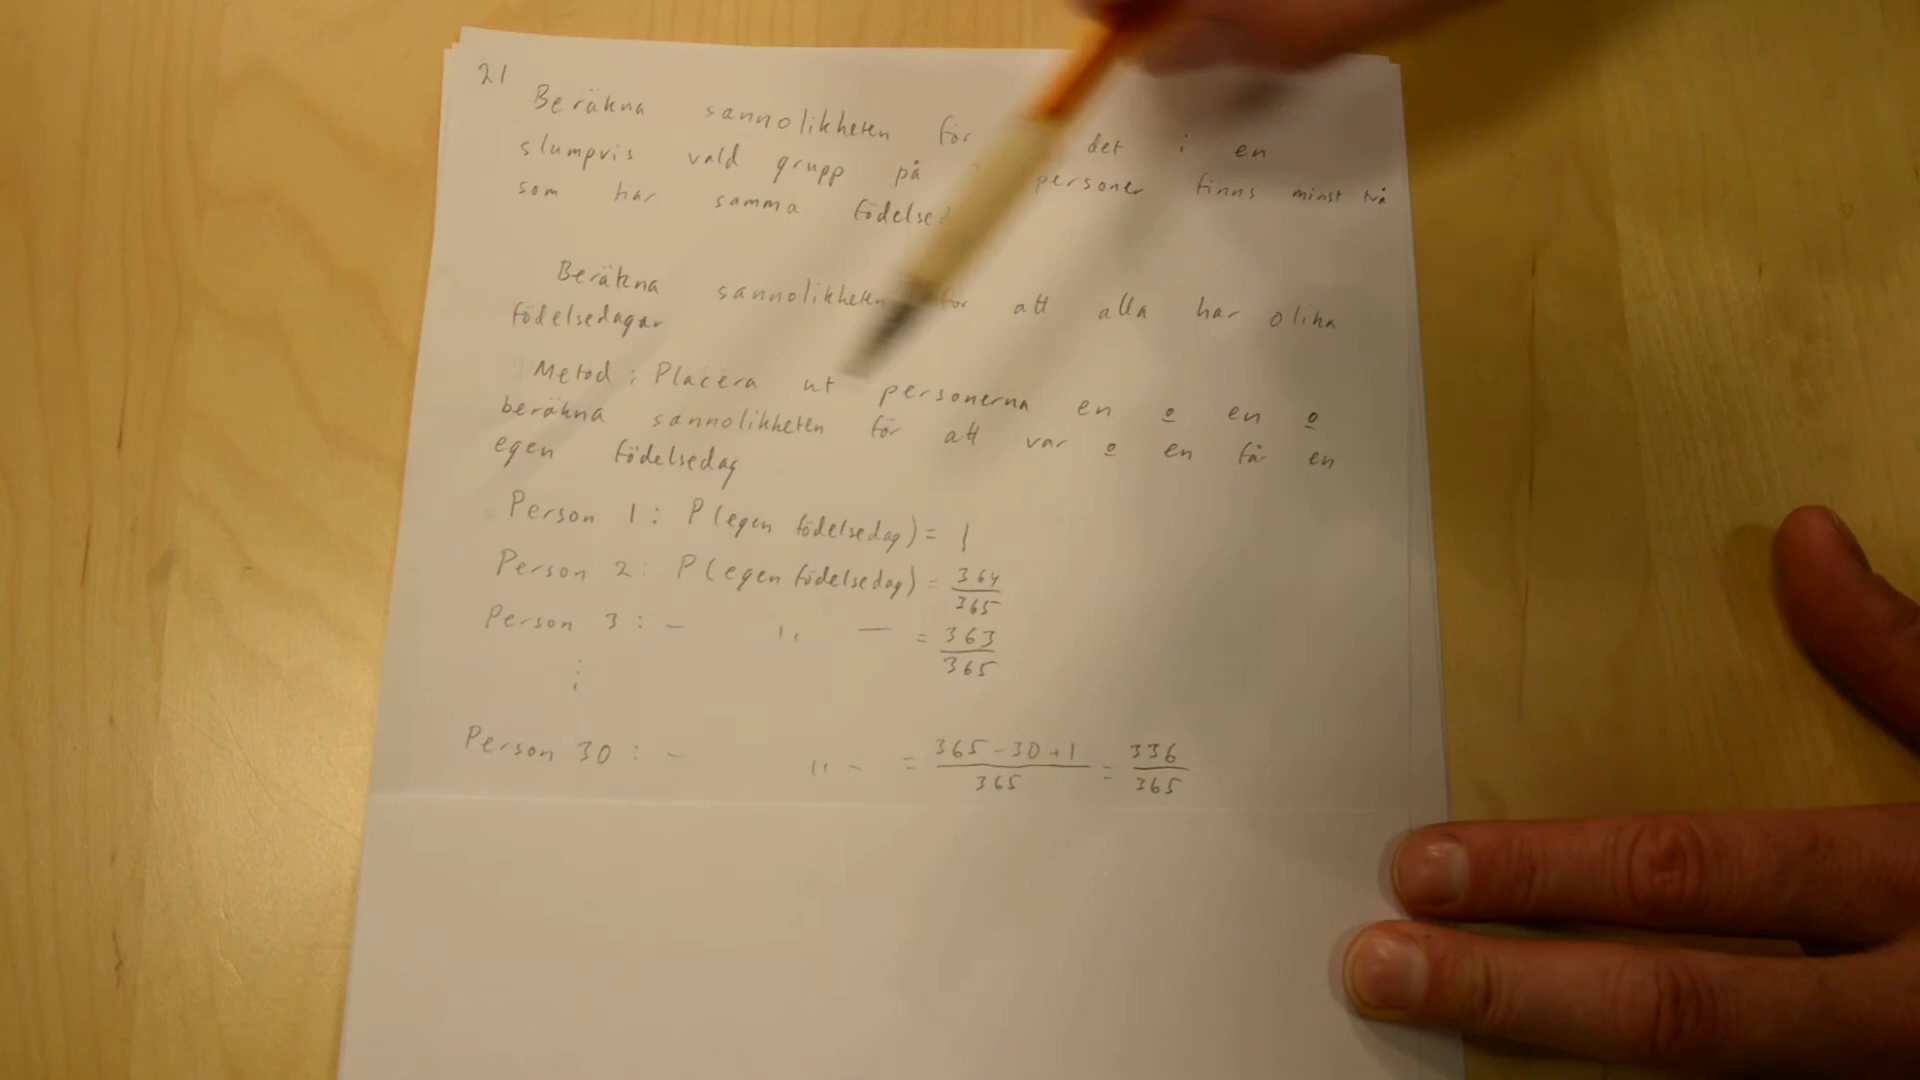 21
Beräkna sannolikheten för det i en
slumpvis vald grupp på personer finns minst två
som har samma födelsed
Beräkna sannolikheten för att alla har olika
födelsedagar
Metod: Placera ut personerna en o en o
beräkna sannolikheten för att var o en får en
egen födelsedag
Person 1: P(egen födelsedag) = 1
Person 2: P(egen födelsedag) = 364/365
Person 3: – " – = 363/365
⋮
Person 30: – " – = (365-30+1)/365 = 336/365